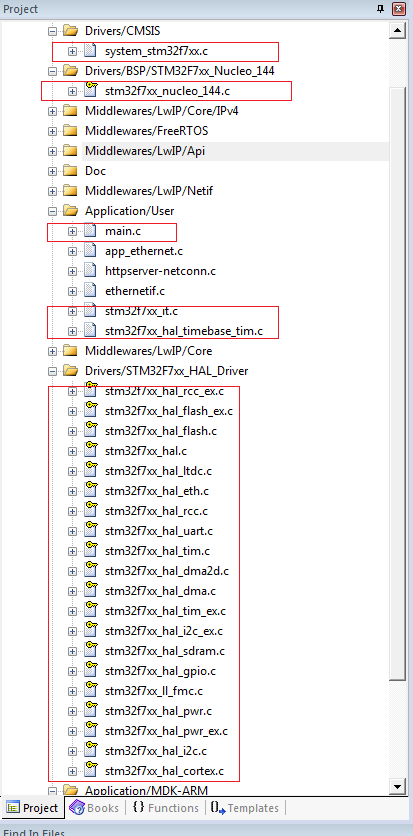 Project
Drivers/CMSIS
system_stm32f7xx.c
Drivers/BSP/STM32F7xx_Nucleo_144
stm32f7xx_nucleo_144.c
Middlewares/LwIP/Core/IPv4
Middlewares/FreeRTOS
Middlewares/LwIP/Api
Doc
Middlewares/LwIP/Netif
Application/User
main.c
app_ethernet.c
httpserver-netconn.c
ethernetif.c
stm32f7xx_it.c
stm32f7xx_hal_timebase_tim.c
Middlewares/LwIP/Core
Drivers/STM32F7xx_HAL_Driver
stm32f7xx_hal_rcc_ex.c
stm32f7xx_hal_flash_ex.c
stm32f7xx_hal_flash.c
stm32f7xx_hal.c
stm32f7xx_hal_ltdc.c
stm32f7xx_hal_eth.c
stm32f7xx_hal_rcc.c
stm32f7xx_hal_uart.c
stm32f7xx_hal_tim.c
stm32f7xx_hal_dma2d.c
stm32f7xx_hal_dma.c
stm32f7xx_hal_tim_ex.c
stm32f7xx_hal_i2c_ex.c
stm32f7xx_hal_sdram.c
stm32f7xx_hal_gpio.c
stm32f7xx_ll_fmc.c
stm32f7xx_hal_pwr.c
stm32f7xx_hal_pwr_ex.c
stm32f7xx_hal_i2c.c
stm32f7xx_hal_cortex.c
Application/MDK-ARM
Project Books {} Functions 0 Templates
Find In Files